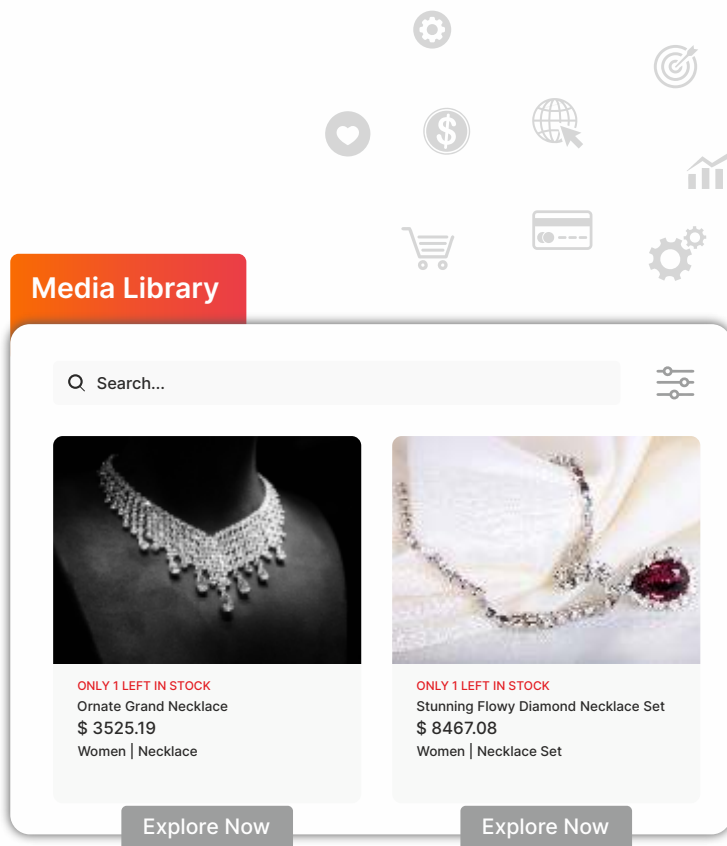 Media Library
Search...
ONLY 1 LEFT IN STOCK
Ornate Grand Necklace
$ 3525.19
Women | Necklace
Explore Now
ONLY 1 LEFT IN STOCK
Stunning Flowy Diamond Necklace Set
$ 8467.08
Women | Necklace Set
Explore Now